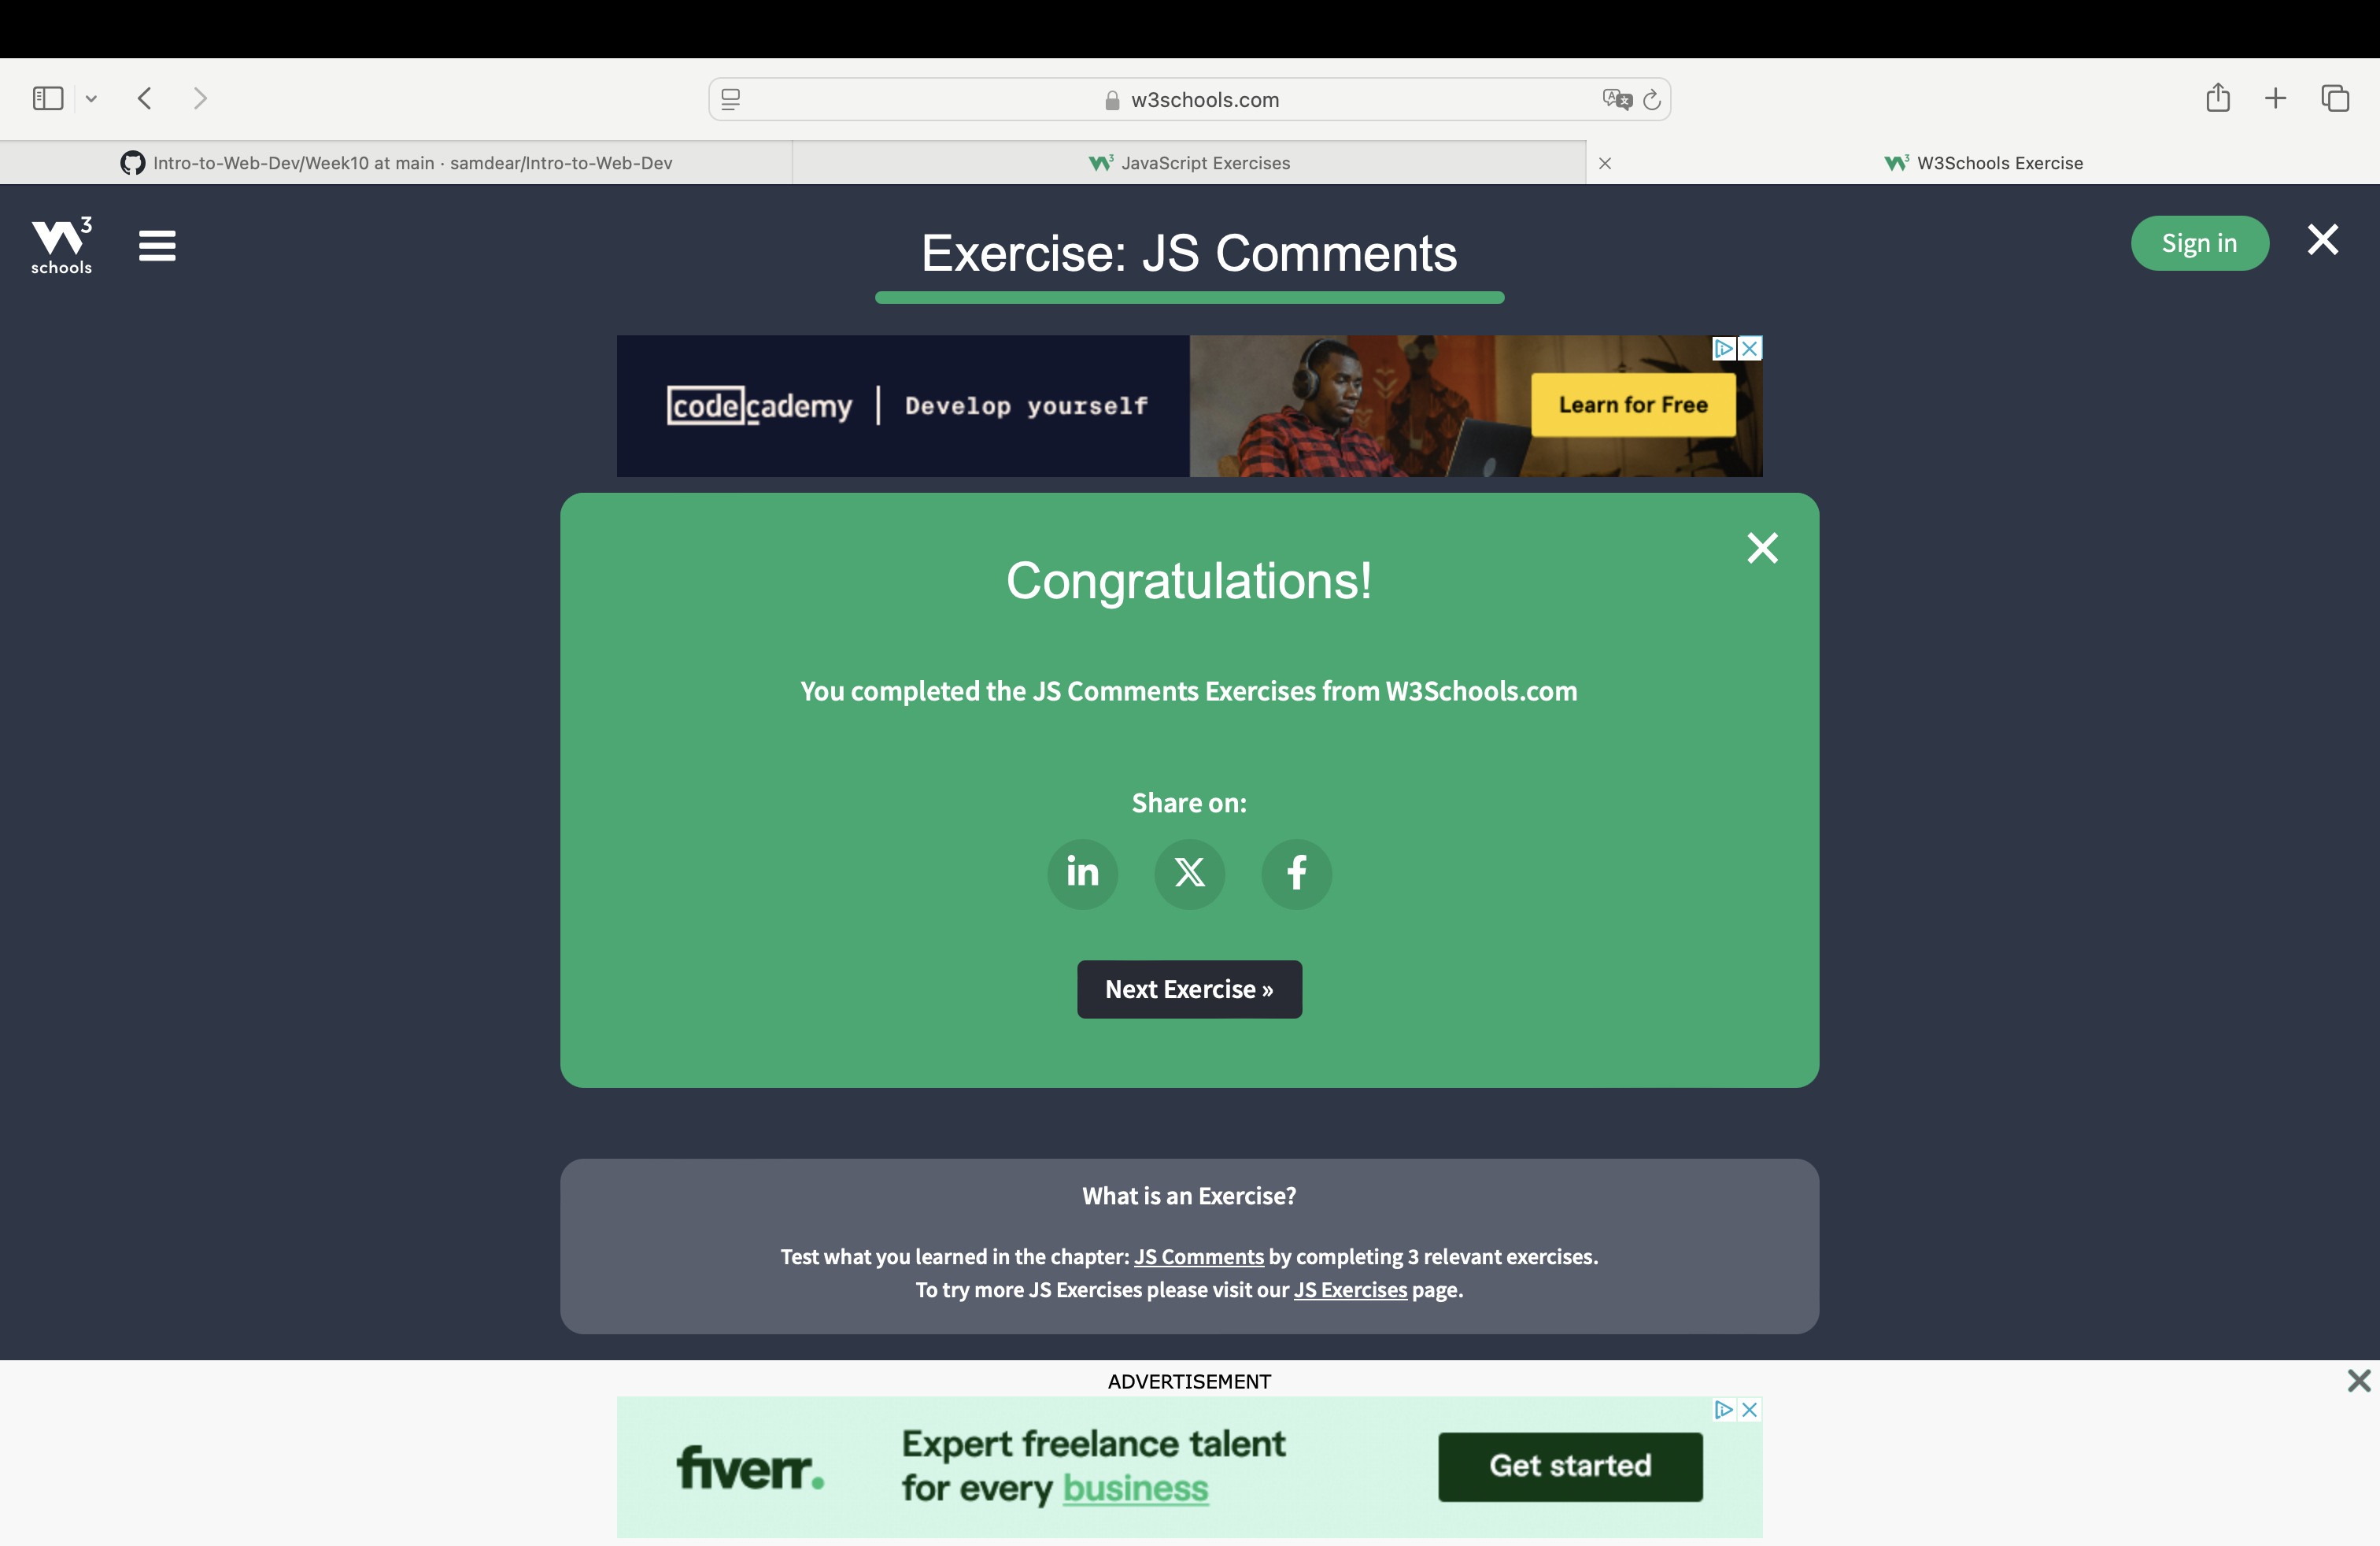 w3schools.com
Intro-to-Web-Dev/Week10 at main · samdear/Intro-to-Web-Dev
JavaScript Exercises
W3Schools Exercise
W3 schools
Exercise: JS Comments
Sign in
codecademy | Develop yourself
Learn for Free
Congratulations!
You completed the JS Comments Exercises from W3Schools.com
Share on:
in X f
Next Exercise »
What is an Exercise?
Test what you learned in the chapter: JS Comments by completing 3 relevant exercises.
To try more JS Exercises please visit our JS Exercises page.
ADVERTISEMENT
fiverr.
Expert freelance talent
for every business
Get started